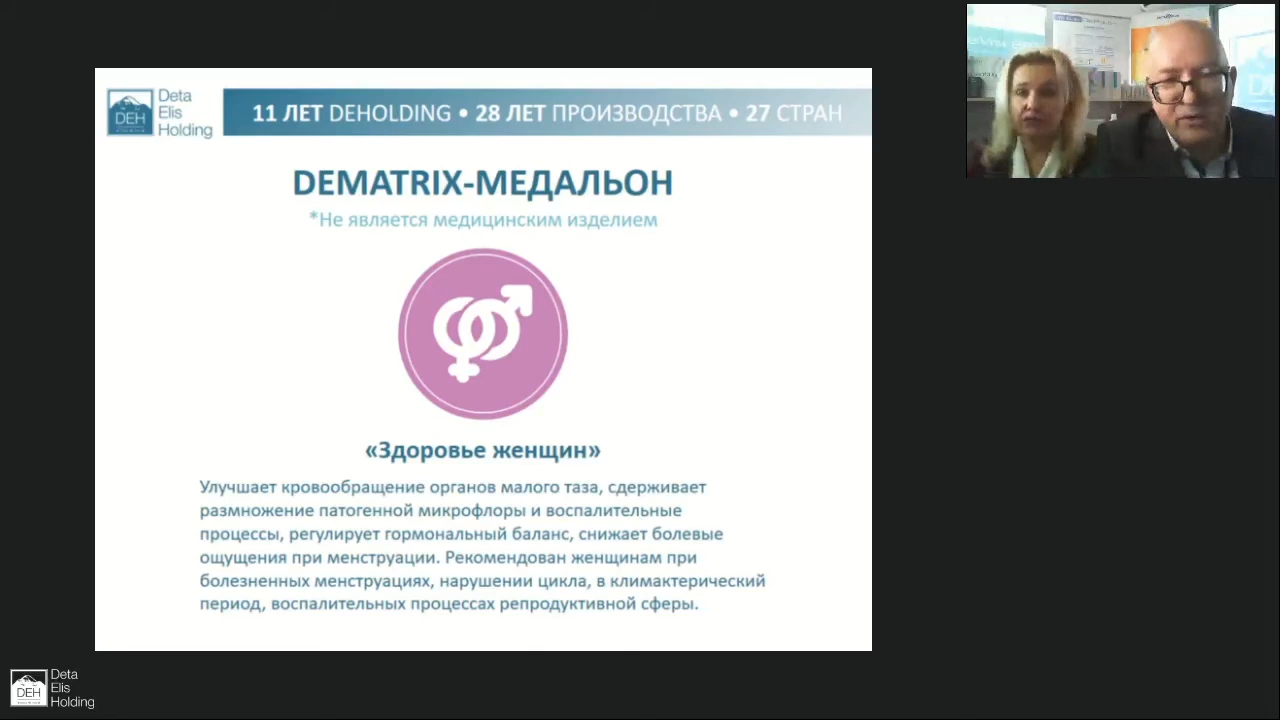 Deta
Elis
Holding
DEH
11 ЛЕТ DEHOLDING • 28 ЛЕТ ПРОИЗВОДСТВА • 27 СТРАН
DEMATRIX-МЕДАЛЬОН
*Не является медицинским изделием
«Здоровье женщин»
Улучшает кровообращение органов малого таза, сдерживает
размножение патогенной микрофлоры и воспалительные
процессы, регулирует гормональный баланс, снижает болевые
ощущения при менструации. Рекомендован женщинам при
болезненных менструациях, нарушении цикла, в климактерический
период, воспалительных процессах репродуктивной сферы.
Deta
Elis
Holding
DEH